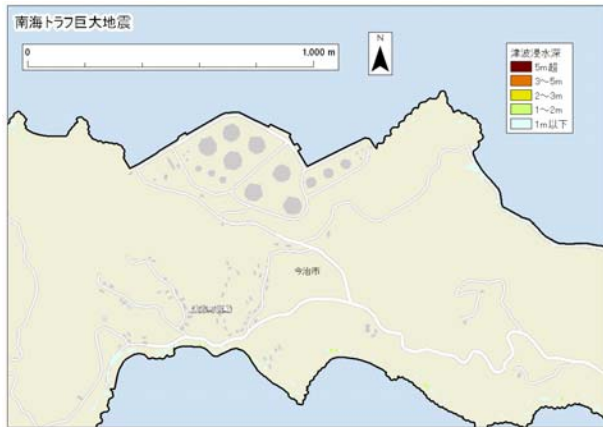 南海トラフ巨大地震
N
0
1,000 m
津波浸水深
5m超
3～5m
2～3m
1～2m
1m以下
今治市